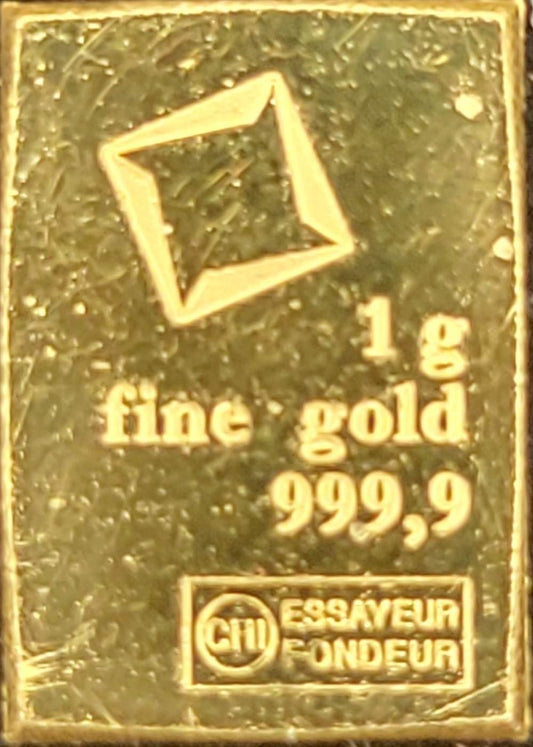 1 g
fine gold
999,9
CHI ESSAYEUR
FONDEUR